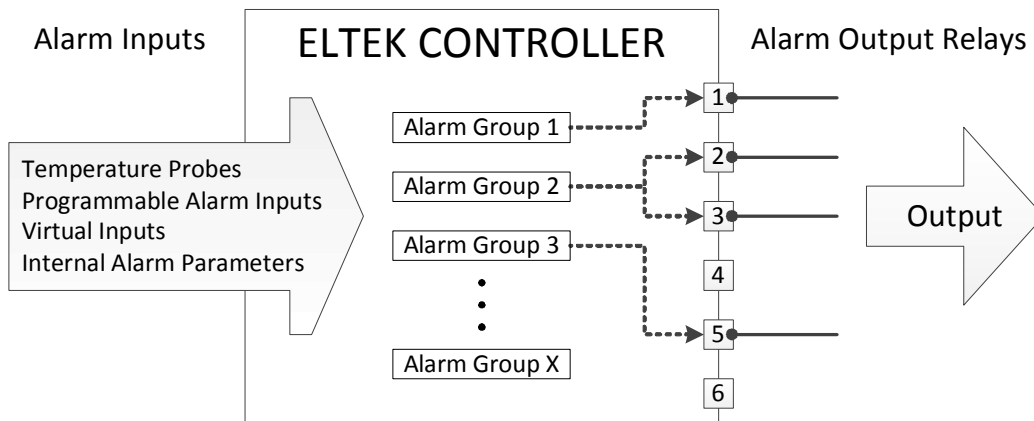 Alarm Inputs
ELTEK CONTROLLER
Alarm Output Relays
Temperature Probes
Programmable Alarm Inputs
Virtual Inputs
Internal Alarm Parameters
Alarm Group 1
Alarm Group 2
Alarm Group 3
Alarm Group X
1
2
3
4
5
6
Output